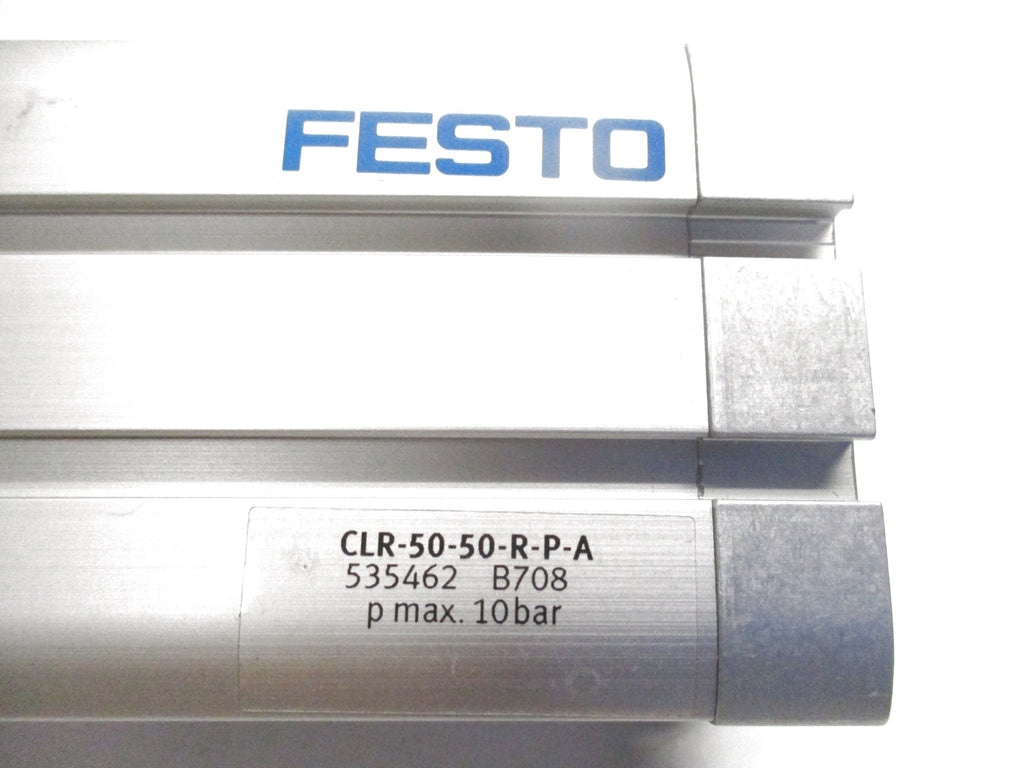 FESTO
CLR-50-50-R-P-A
535462 B708
p max. 10bar